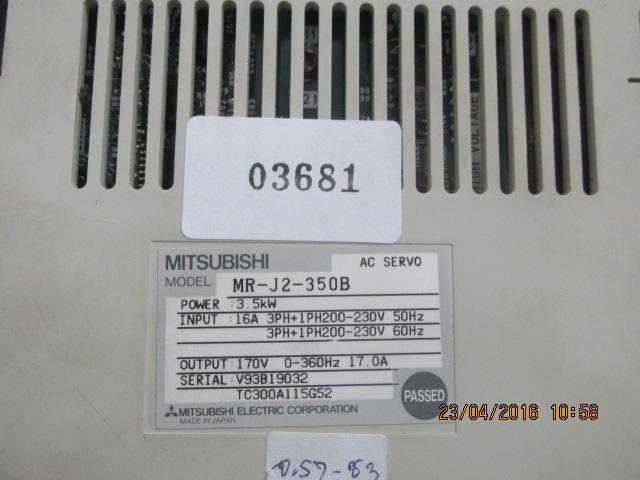 HIGH VOLTAGE
03681
MITSUBISHI AC SERVO
MODEL MR-J2-350B
POWER :3.5kW
INPUT :16A 3PH+1PH200-230V 50Hz
3PH+1PH200-230V 60Hz
OUTPUT:170V 0-360Hz 17.0A
SERIAL:V93B19032
TC300A115G52
PASSED
MITSUBISHI ELECTRIC CORPORATION
MADE IN JAPAN
23/04/2016 10:58